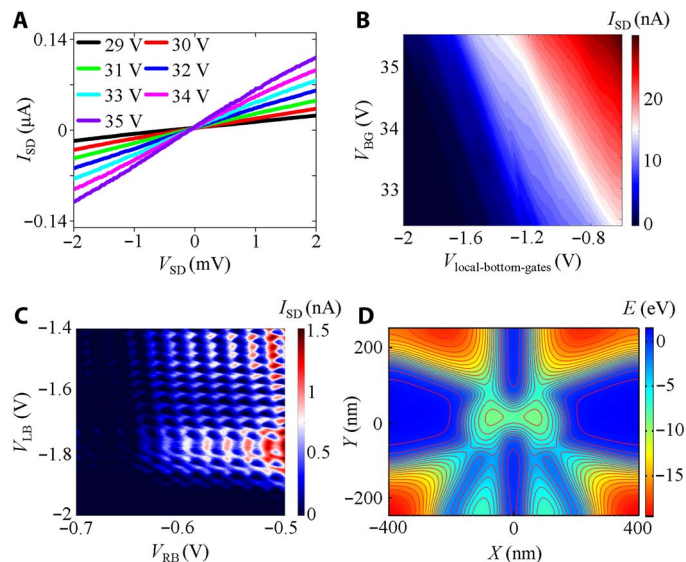 A
0.14
29 V 30 V
31 V 32 V
33 V 34 V
35 V
I_SD (μA)
0
−0.14
−2 −1 0 1 2
V_SD (mV)
B
I_SD (nA)
35
34
33
V_BG (V)
30
20
10
0
−2 −1.6 −1.2 −0.8
V_local-bottom-gates (V)
C
I_SD (nA)
−1.4
−1.6
−1.8
−2
V_LB (V)
1.5
1
0.5
0
−0.7 −0.6 −0.5
V_RB (V)
D
E (eV)
200
0
−200
Y (nm)
0
−5
−10
−15
−400 0 400
X (nm)